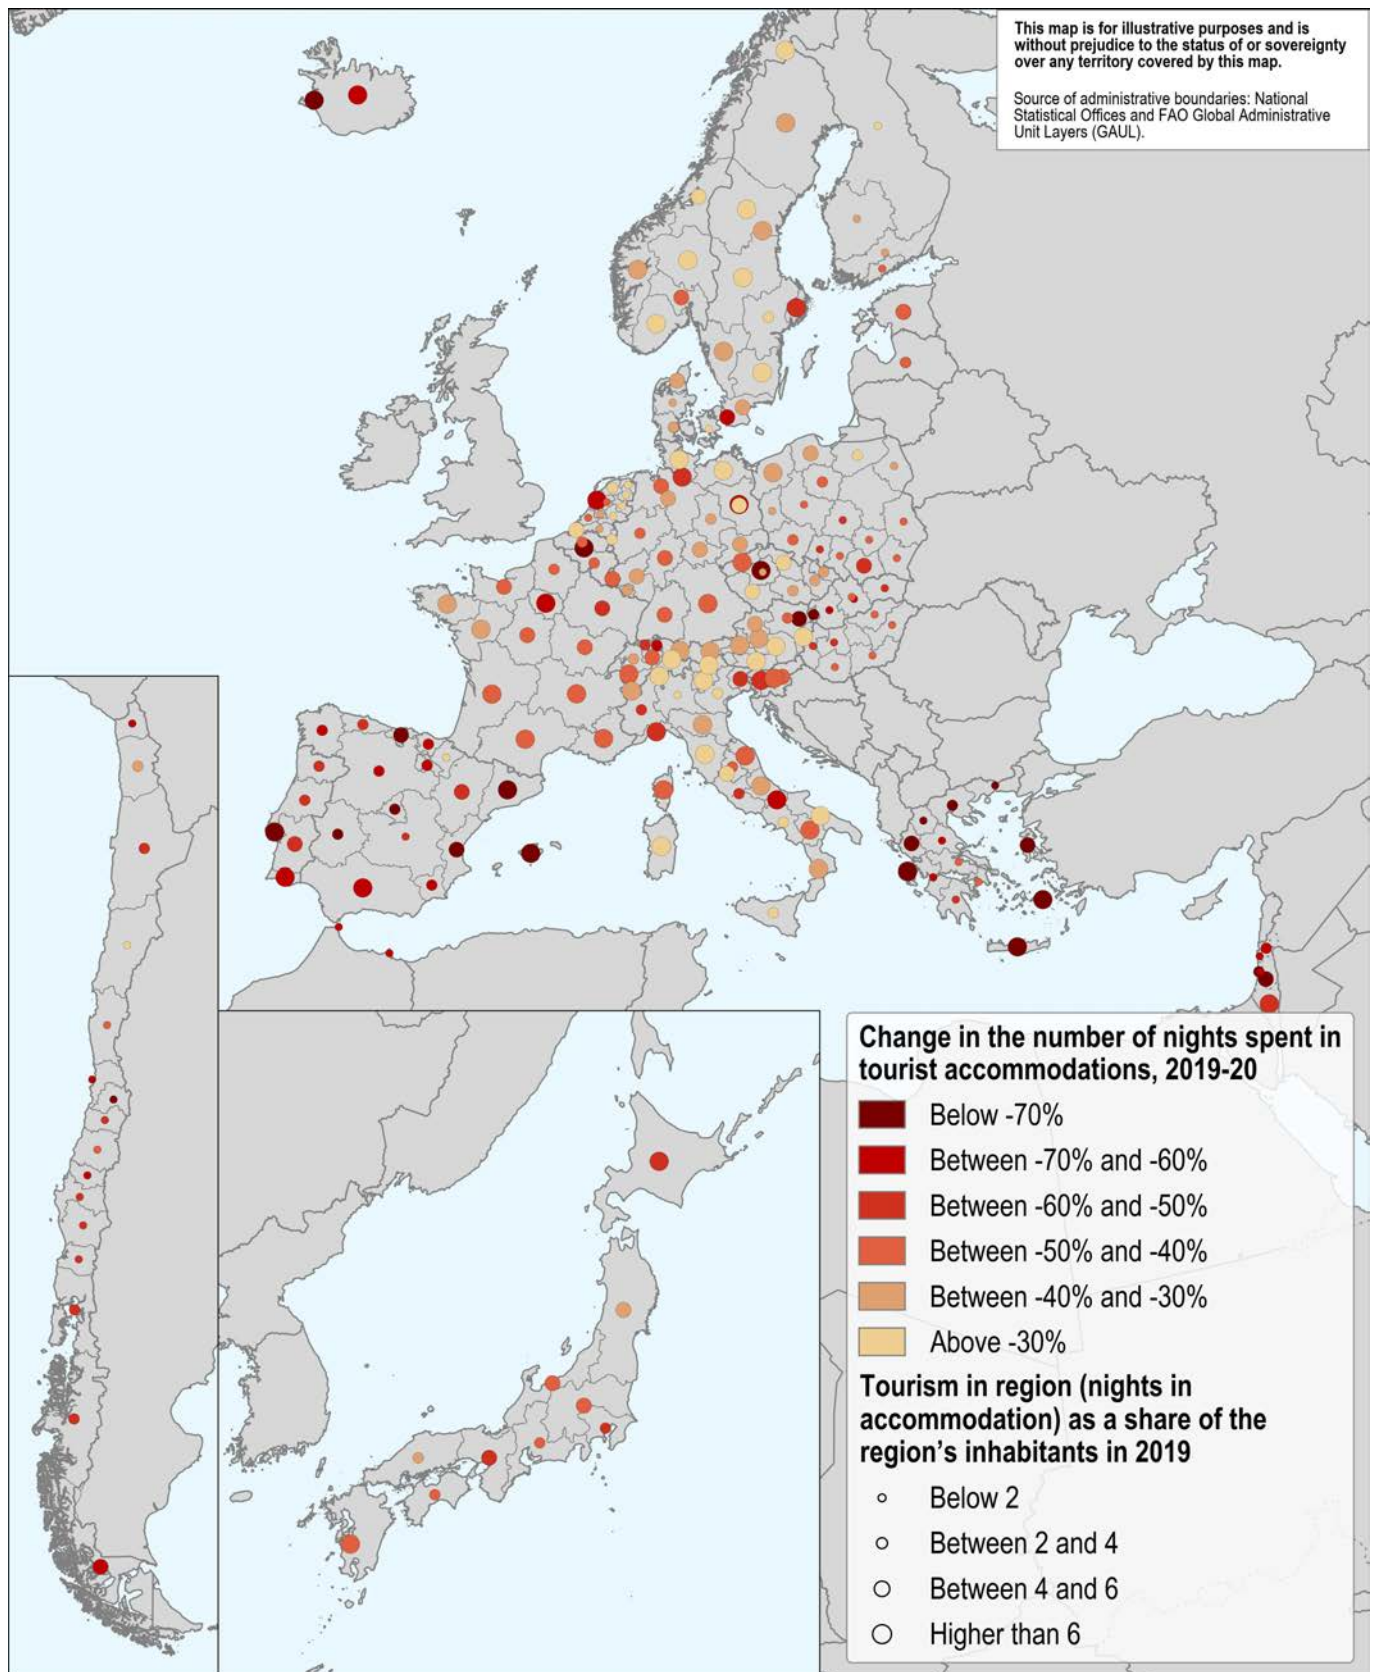 This map is for illustrative purposes and is
without prejudice to the status of or sovereignty
over any territory covered by this map.
Source of administrative boundaries: National
Statistical Offices and FAO Global Administrative
Unit Layers (GAUL).
Change in the number of nights spent in
tourist accommodations, 2019-20
Below -70%
Between -70% and -60%
Between -60% and -50%
Between -50% and -40%
Between -40% and -30%
Above -30%
Tourism in region (nights in
accommodation) as a share of the
region's inhabitants in 2019
Below 2
Between 2 and 4
Between 4 and 6
Higher than 6